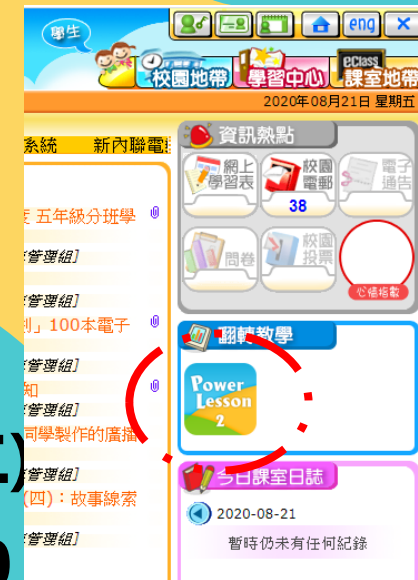 學生
eng
校園地帶
學習中心
eClass
課室地帶
2020年08月21日 星期五
系統 新內聯電
資訊熱點
網上
學習表
校園
電郵
電子
通告
38
問卷
校園
投票
心情指數
五年級分班學
管理組]
管理組]
」100本電子
管理組]
知
管理組]
同學製作的廣播
管理組]
(四)：故事線索
管理組]
翻轉教學
Power
Lesson
2
今日課室日誌
2020-08-21
暫時仍未有任何紀錄